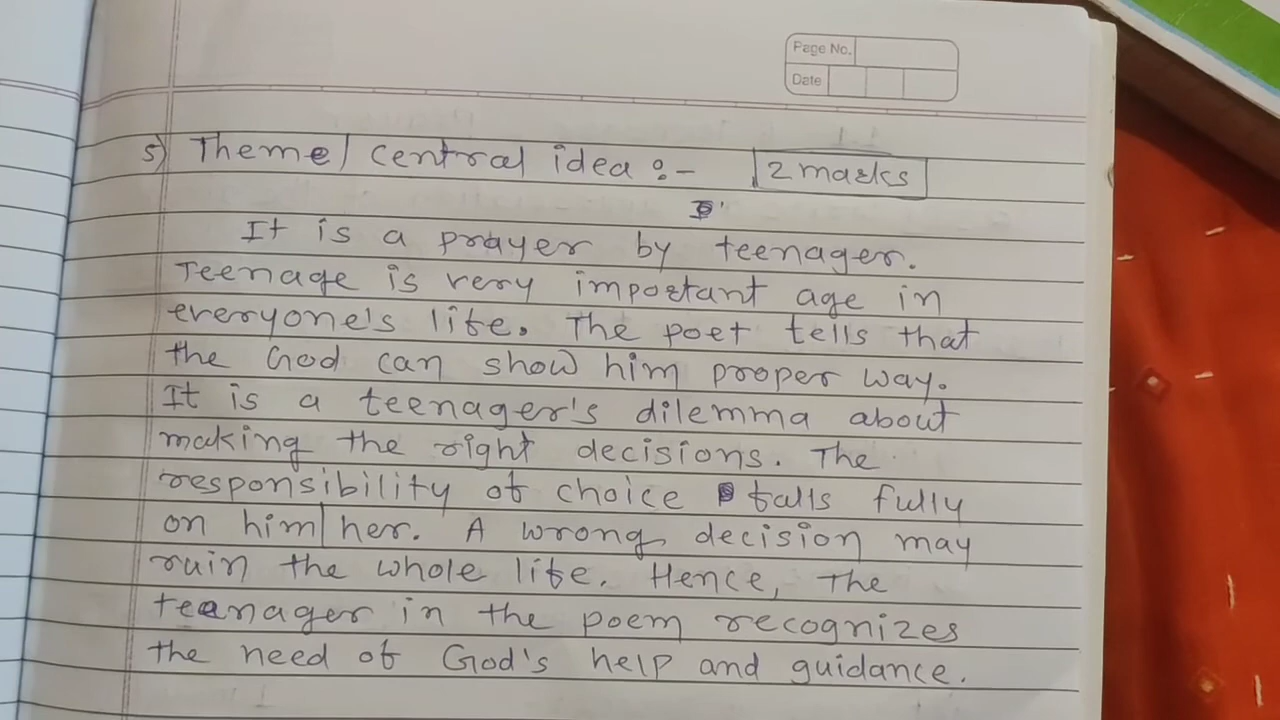 Page No.
Date
5) Theme/ central idea :- 2 marks
It is a prayer by teenager.
Teenage is very important age in
everyone's life. The poet tells that
the God can show him proper way.
It is a teenager's dilemma about
making the right decisions. The
responsibility of choice falls fully
on him/her. A wrong decision may
ruin the whole life. Hence, The
teenager in the poem recognizes
the need of God's help and guidance.